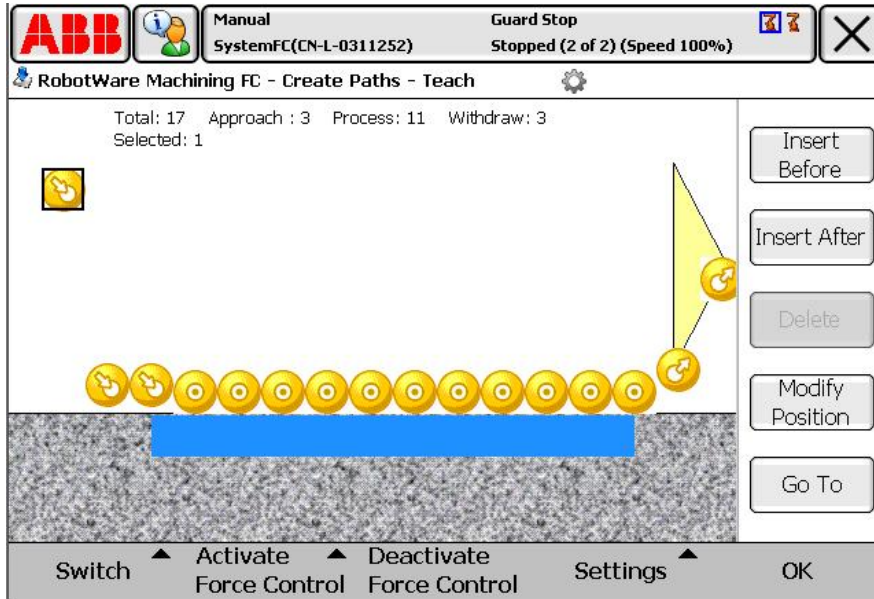 ABB
Manual
SystemFC(CN-L-0311252)
Guard Stop
Stopped (2 of 2) (Speed 100%)
RobotWare Machining FC - Create Paths - Teach
Total: 17 Approach : 3 Process: 11 Withdraw: 3
Selected: 1
Insert
Before
Insert After
Delete
Modify
Position
Go To
Switch
Activate
Force Control
Deactivate
Force Control
Settings
OK